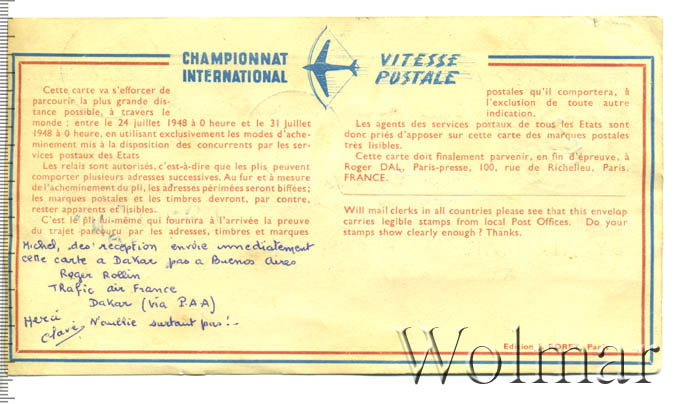 CHAMPIONNAT
INTERNATIONAL
VITESSE
POSTALE
Cette carte va s'efforcer de
parcourir la plus grande dis-
tance possible, à travers le
monde : entre le 24 juillet 1948 à 0 heure et le 31 juillet
1948 à 0 heure, en utilisant exclusivement les modes d'ache-
minement mis à la disposition des concurrents par les ser-
vices postaux des Etats
Les relais sont autorisés, c'est-à-dire que les plis peuvent
comporter plusieurs adresses successives. Au fur et à mesure
de l'acheminement du pli, les adresses périmées seront biffées;
les marques postales et les timbres devront, par contre,
rester apparents et lisibles.
C'est le pli lui-même qui fournira à l'arrivée la preuve
du trajet parcouru par les adresses, timbres et marques
postales qu'il comportera, à
l'exclusion de toute autre
indication.
Les agents des services postaux de tous les Etats sont
donc priés d'apposer sur cette carte des marques postales
très lisibles.
Cette carte doit finalement parvenir, en fin d'épreuve, à
Roger DAL, Paris-presse, 100, rue de Richelieu, Paris.
FRANCE.
Will mail clerks in all countries please see that this envelop
carries legible stamps from local Post Offices. Do your
stamps show clearly enough ? Thanks.
Michel, dès réception envoie immediatement
cette carte a Dakar pas a Buenos Aires
Roger Rollin
Trafic air France
Dakar (via P.A.A)
Merci N'oublie surtant pas!-
Edition
Wolmar